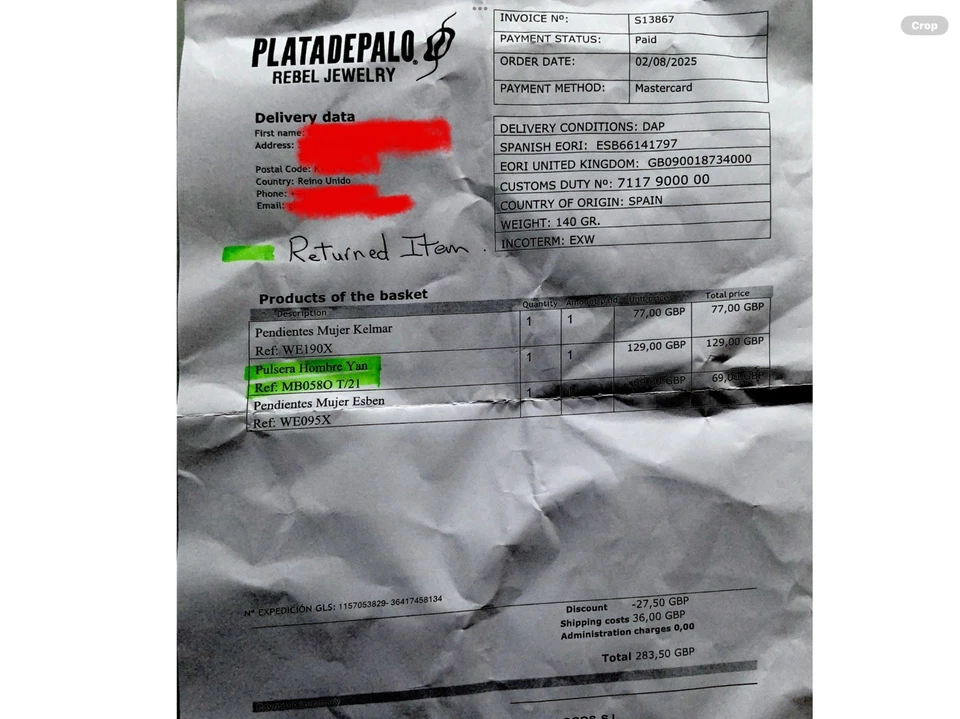 Crop
PLATADEPALO®
REBEL JEWELRY
INVOICE Nº: S13867
PAYMENT STATUS: Paid
ORDER DATE: 02/08/2025
PAYMENT METHOD: Mastercard
Delivery data
First name:
Address:
Postal Code:
Country: Reino Unido
Phone:
Email:
DELIVERY CONDITIONS: DAP
SPANISH EORI: ESB66141797
EORI UNITED KINGDOM: GB090018734000
CUSTOMS DUTY Nº: 7117 9000 00
COUNTRY OF ORIGIN: SPAIN
WEIGHT: 140 GR.
INCOTERM: EXW
Returned Item.
Products of the basket
Description Quantity Total price
Pendientes Mujer Kelmar 1 1 77,00 GBP 77,00 GBP
Ref: WE190X
Pulsera Hombre Yan 1 1 129,00 GBP 129,00 GBP
Ref: MB058O T/21
Pendientes Mujer Esben 1 69,00 GBP
Ref: WE095X
Nº EXPEDICIÓN GLS: 1157053829- 36417458134
Discount -27,50 GBP
Shipping costs 36,00 GBP
Administration charges 0,00
Total 283,50 GBP